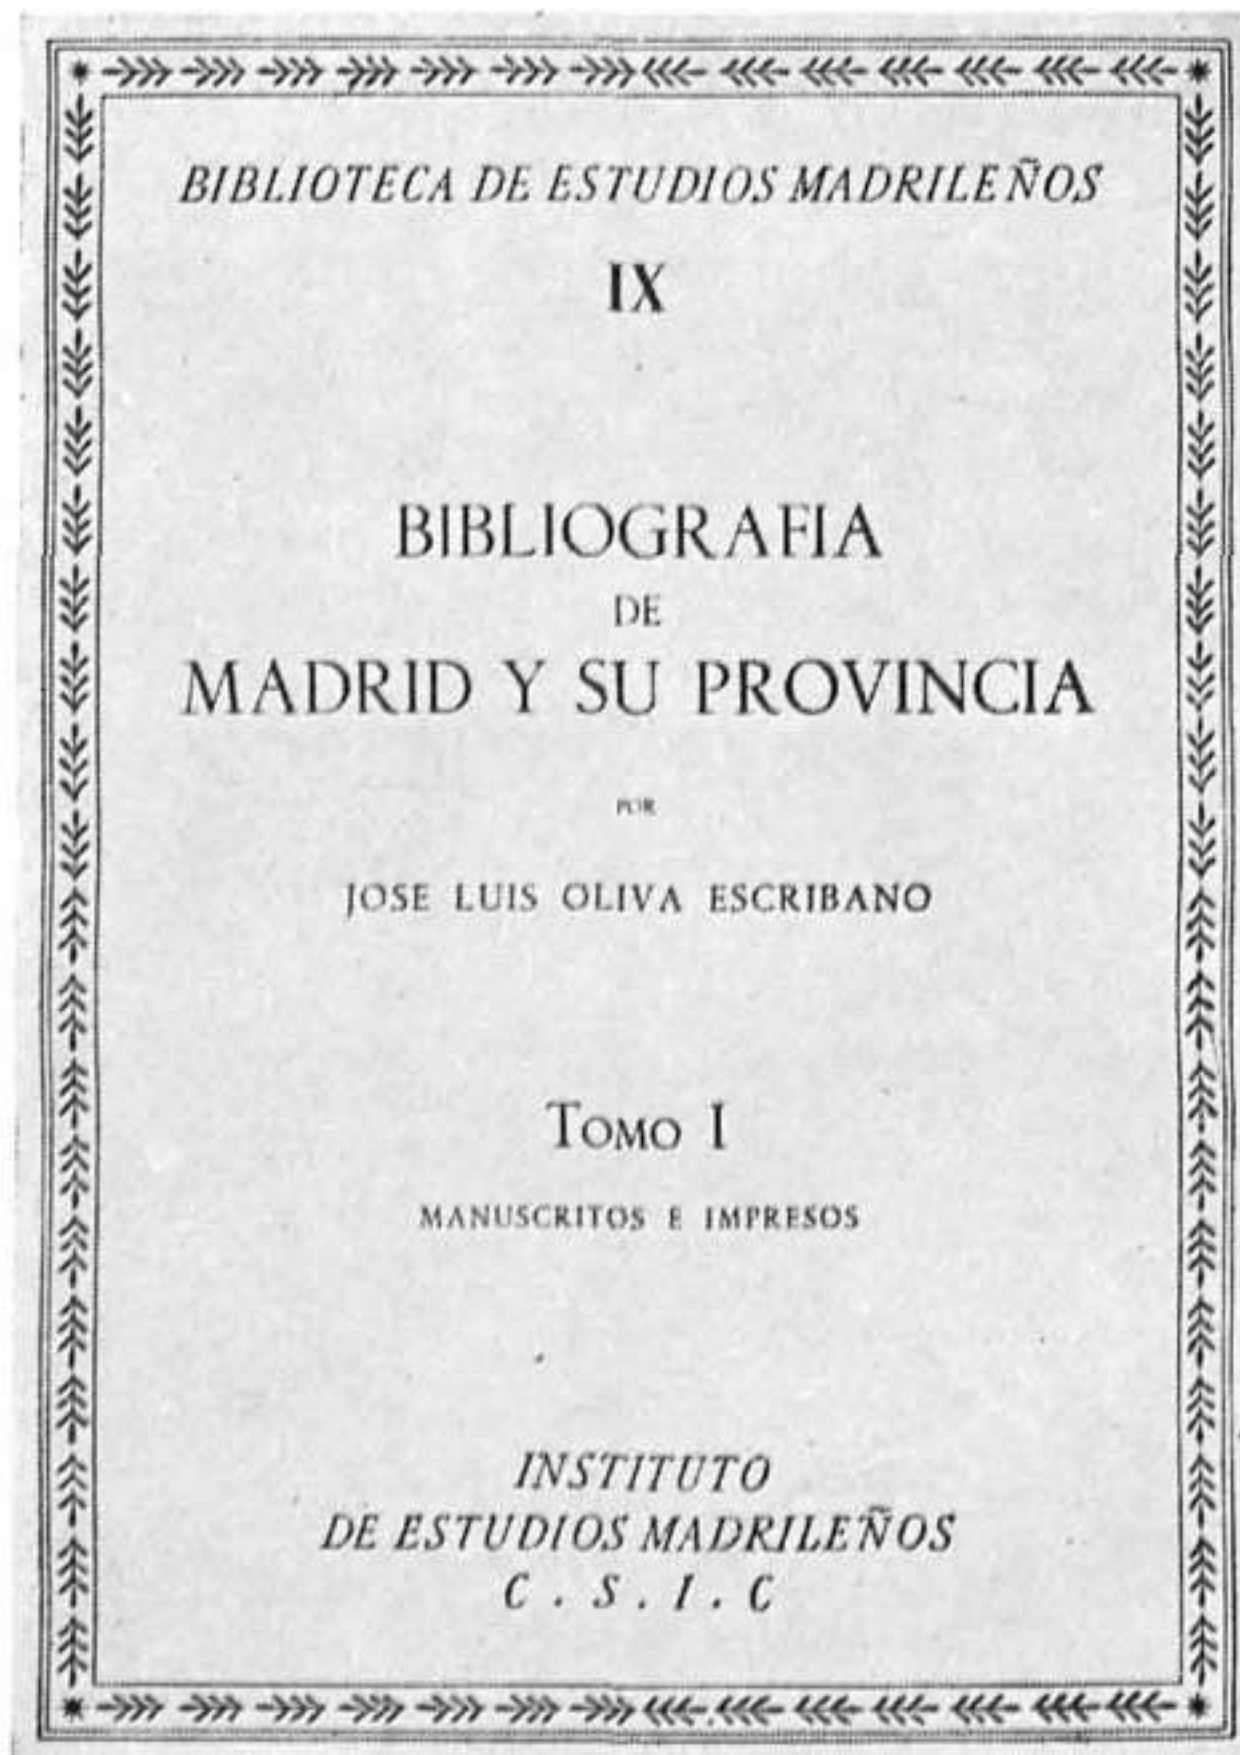 BIBLIOTECA DE ESTUDIOS MADRILEÑOS
IX
BIBLIOGRAFIA
DE
MADRID Y SU PROVINCIA
POR
JOSE LUIS OLIVA ESCRIBANO
TOMO I
MANUSCRITOS E IMPRESOS
INSTITUTO
DE ESTUDIOS MADRILEÑOS
C . S . I . C